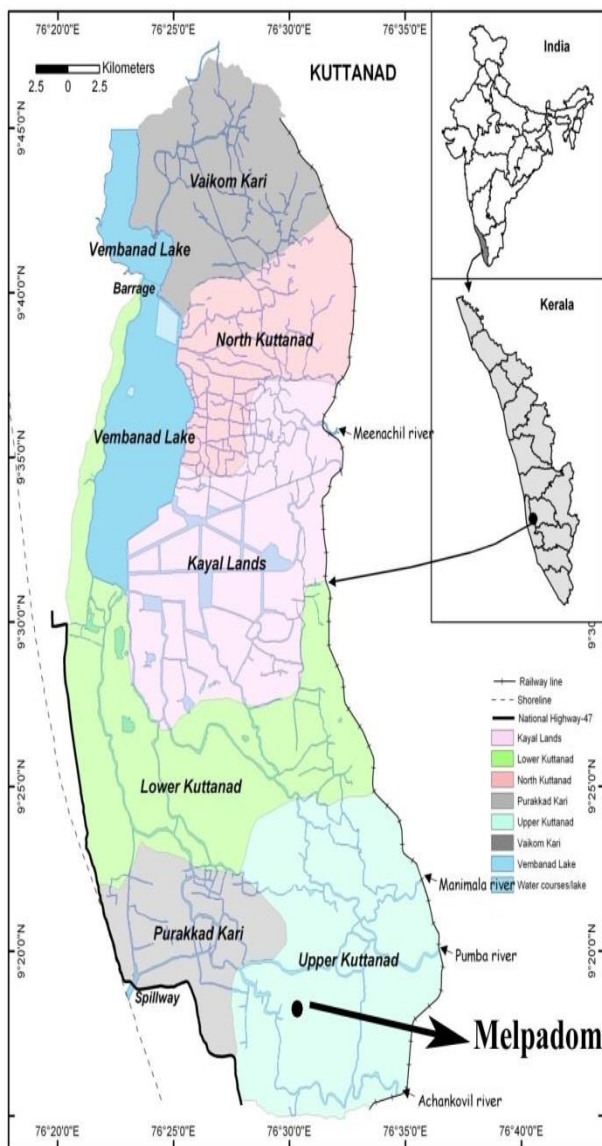 76°20'0"E 76°25'0"E 76°30'0"E 76°35'0"E
Kilometers
2.5 0 2.5
KUTTANAD
India
9°45'0"N
Vaikom Kari
Vembanad Lake
Barrage
9°40'0"N
Kerala
North Kuttanad
Vembanad Lake
Meenachil river
9°35'0"N
Kayal Lands
9°30'0"N
9°30
Railway line
Shoreline
National Highway-47
Kayal Lands
Lower Kuttanad
North Kuttanad
Purakkad Kari
Upper Kuttanad
Vaikom Kari
Vembanad Lake
Water courses/lake
Lower Kuttanad
9°25'0"N
9°25'0"N
Manimala river
Purakkad Kari
Upper Kuttanad
Pumba river
9°20'0"N
9°20'0"N
Spillway
Melpadom
Achankovil river
76°20'0"E 76°25'0"E 76°30'0"E 76°35'0"E 76°40'0"E